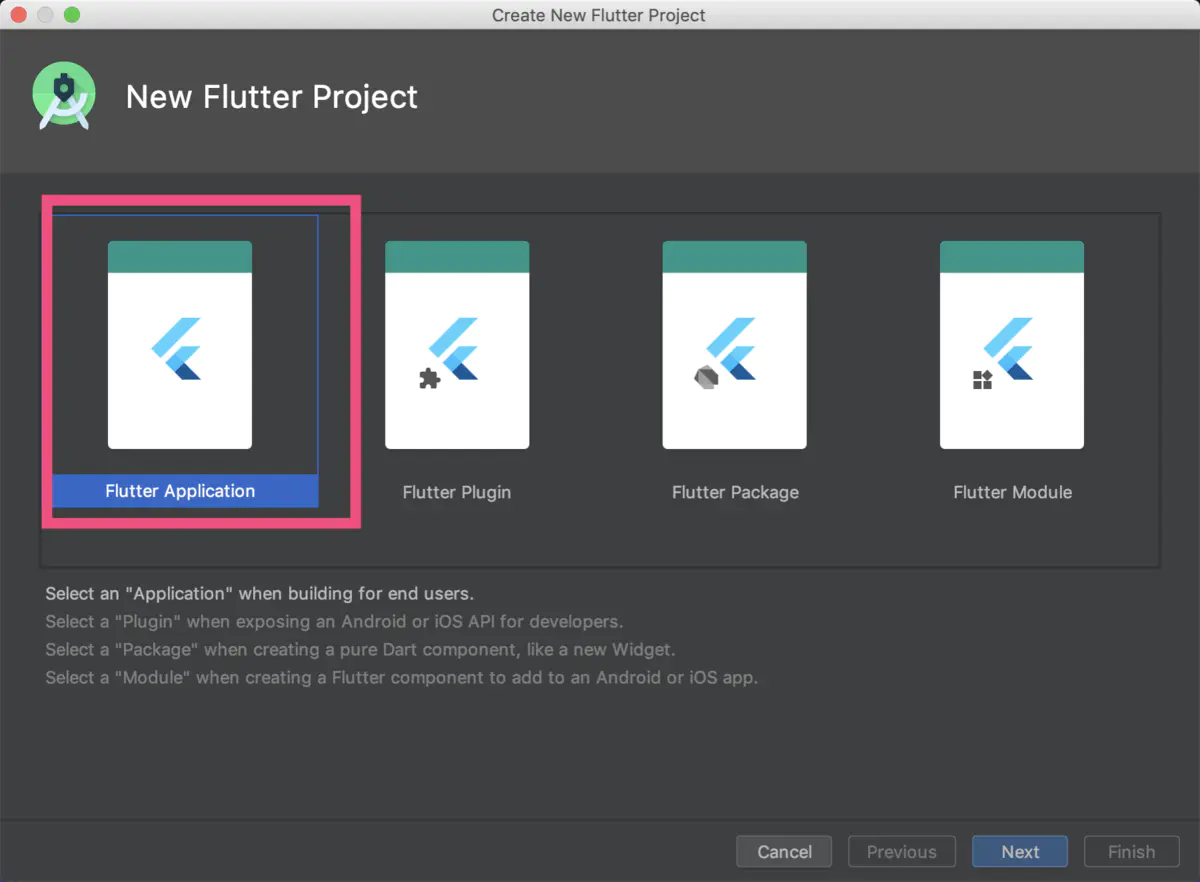 Create New Flutter Project
New Flutter Project
Flutter Application
Flutter Plugin
Flutter Package
Flutter Module
Select an "Application" when building for end users.
Select a "Plugin" when exposing an Android or iOS API for developers.
Select a "Package" when creating a pure Dart component, like a new Widget.
Select a "Module" when creating a Flutter component to add to an Android or iOS app.
Cancel
Previous
Next
Finish